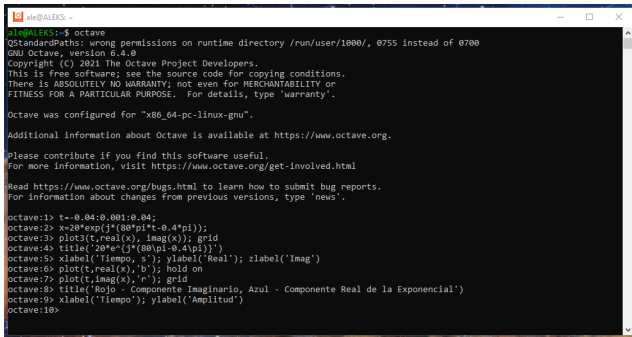 ale@ALEKS: ~
ale@ALEKS:~$ octave
QStandardPaths: wrong permissions on runtime directory /run/user/1000/, 0755 instead of 0700
GNU Octave, version 6.4.0
Copyright (C) 2021 The Octave Project Developers.
This is free software; see the source code for copying conditions.
There is ABSOLUTELY NO WARRANTY; not even for MERCHANTABILITY or
FITNESS FOR A PARTICULAR PURPOSE.  For details, type 'warranty'.
Octave was configured for "x86_64-pc-linux-gnu".
Additional information about Octave is available at https://www.octave.org.
Please contribute if you find this software useful.
For more information, visit https://www.octave.org/get-involved.html
Read https://www.octave.org/bugs.html to learn how to submit bug reports.
For information about changes from previous versions, type 'news'.
octave:1> t=-0.04:0.001:0.04;
octave:2> x=20*exp(j*(80*pi*t-0.4*pi));
octave:3> plot3(t,real(x), imag(x)); grid
octave:4> title('20*e^{j*(80\pi-0.4\pi)}')
octave:5> xlabel('Tiempo, s'); ylabel('Real'); zlabel('Imag')
octave:6> plot(t,real(x),'b'); hold on
octave:7> plot(t,imag(x),'r'); grid
octave:8> title('Rojo - Componente Imaginario, Azul - Componente Real de la Exponencial')
octave:9> xlabel('Tiempo'); ylabel('Amplitud')
octave:10>